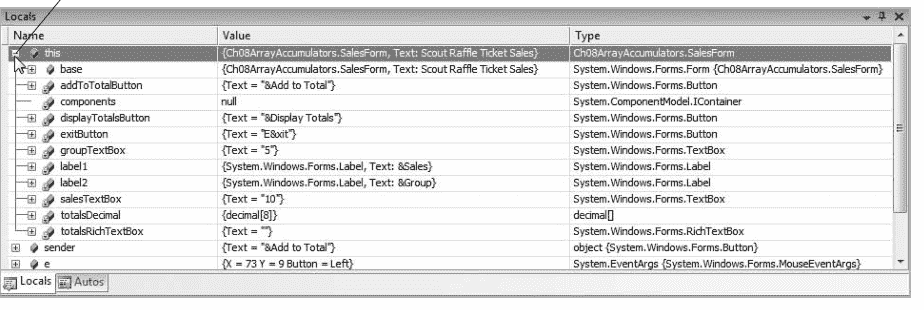 Locals
Name Value Type
this {Ch08ArrayAccumulators.SalesForm, Text: Scout Raffle Ticket Sales} Ch08ArrayAccumulators.SalesForm
base {Ch08ArrayAccumulators.SalesForm, Text: Scout Raffle Ticket Sales} System.Windows.Forms.Form {Ch08ArrayAccumulators.SalesForm}
addToTotalButton {Text = "&Add to Total"} System.Windows.Forms.Button
components null System.ComponentModel.IContainer
displayTotalsButton {Text = "&Display Totals"} System.Windows.Forms.Button
exitButton {Text = "E&xit"} System.Windows.Forms.Button
groupTextBox {Text = "5"} System.Windows.Forms.TextBox
label1 {System.Windows.Forms.Label, Text: &Sales} System.Windows.Forms.Label
label2 {System.Windows.Forms.Label, Text: &Group} System.Windows.Forms.Label
salesTextBox {Text = "10"} System.Windows.Forms.TextBox
totalsDecimal {decimal[8]} decimal[]
totalsRichTextBox {Text = ""} System.Windows.Forms.RichTextBox
sender {Text = "&Add to Total"} object {System.Windows.Forms.Button}
e {X = 73 Y = 9 Button = Left} System.EventArgs {System.Windows.Forms.MouseEventArgs}
Locals Autos